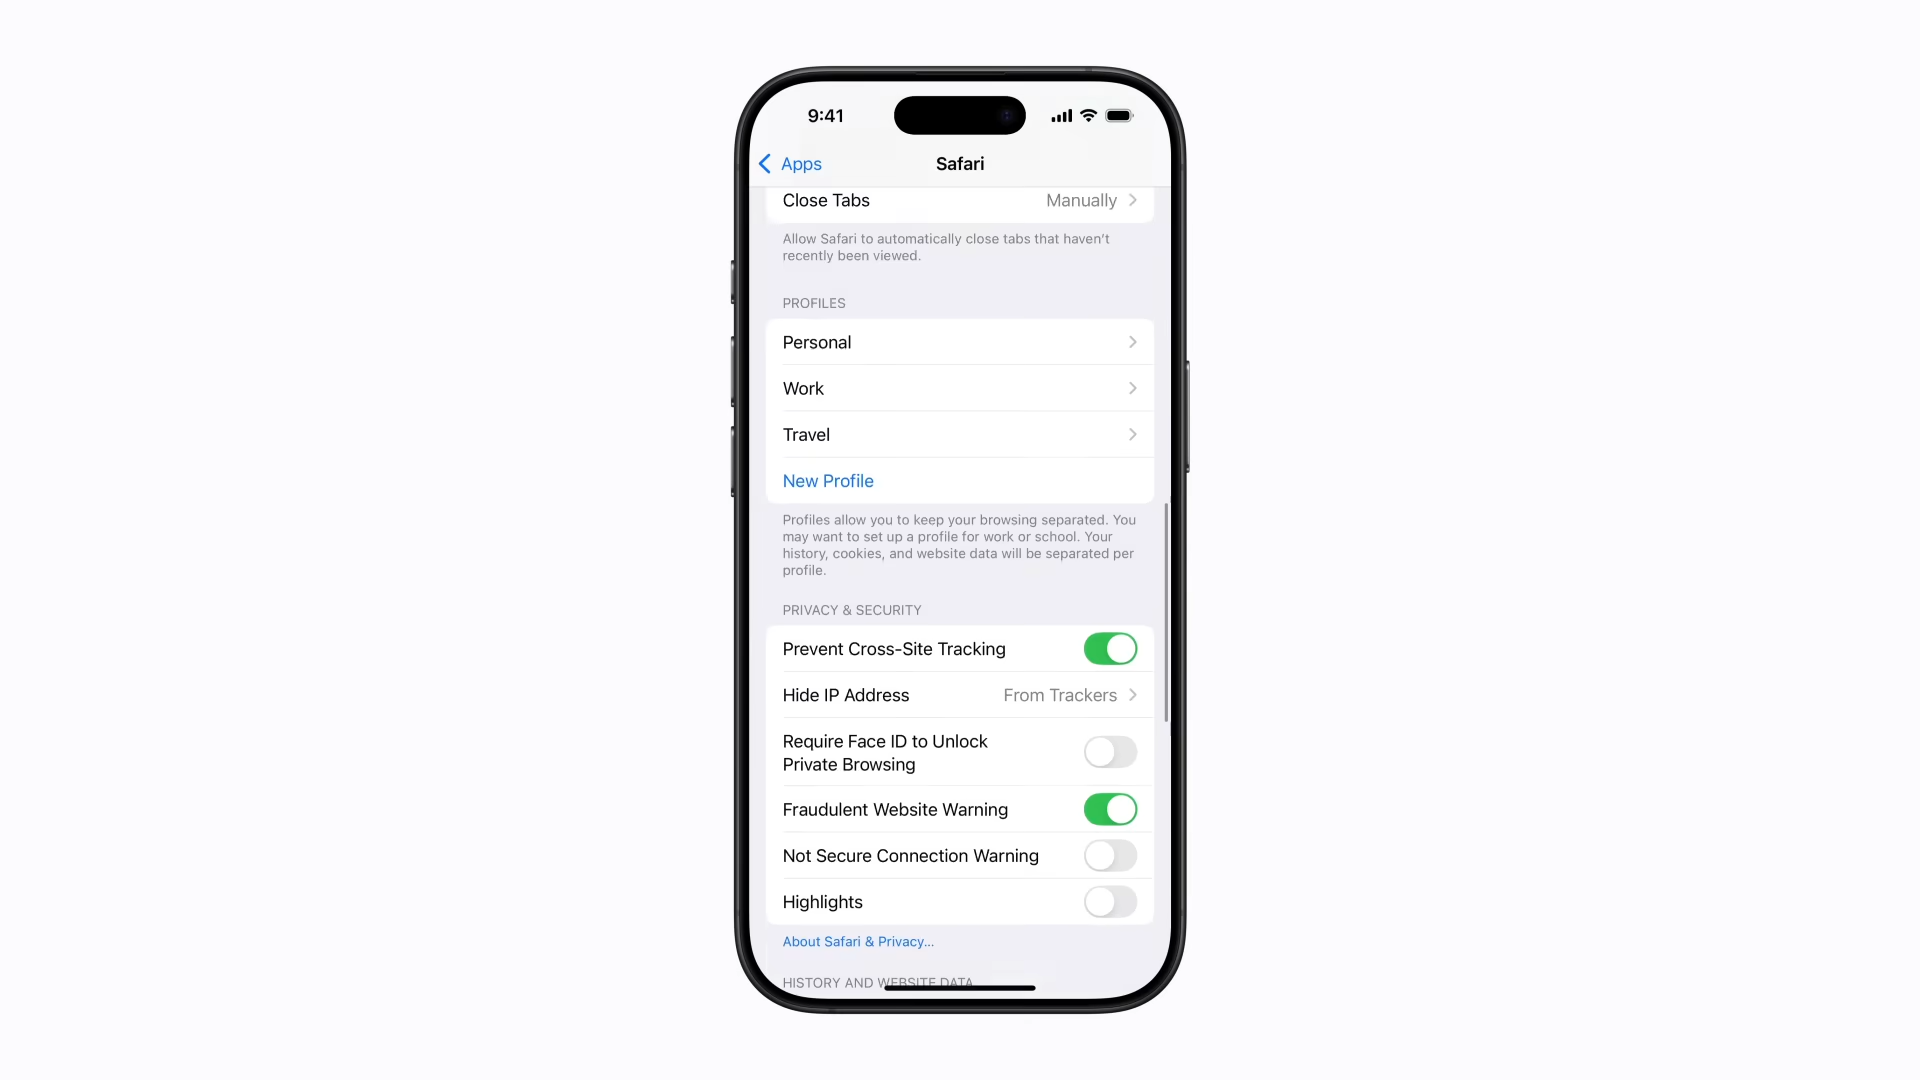 9:41
Apps
Safari
Close Tabs Manually
Allow Safari to automatically close tabs that haven't
recently been viewed.
PROFILES
Personal
Work
Travel
New Profile
Profiles allow you to keep your browsing separated. You
may want to set up a profile for work or school. Your
history, cookies, and website data will be separated per
profile.
PRIVACY & SECURITY
Prevent Cross-Site Tracking
Hide IP Address From Trackers
Require Face ID to Unlock
Private Browsing
Fraudulent Website Warning
Not Secure Connection Warning
Highlights
About Safari & Privacy...
HISTORY AND WEBSITE DATA